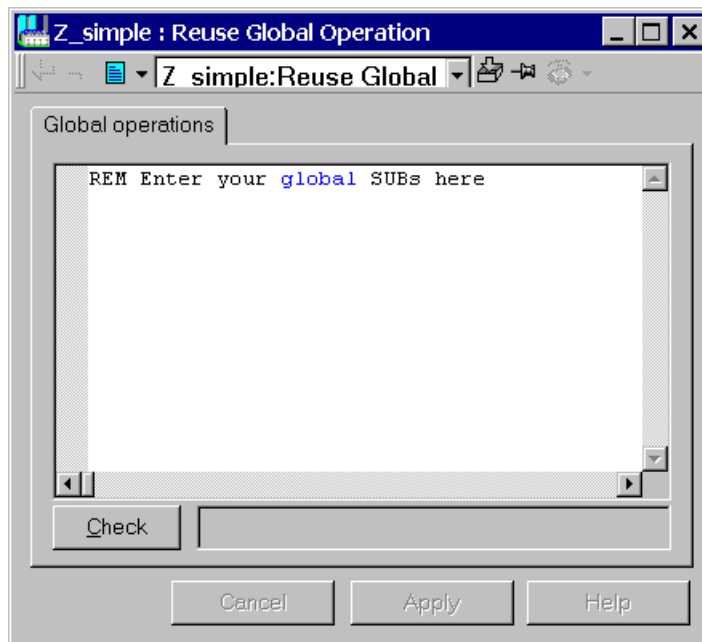 Z_simple : Reuse Global Operation
Z_simple:Reuse Global
Global operations
REM Enter your global SUBs here
Check
Cancel Apply Help